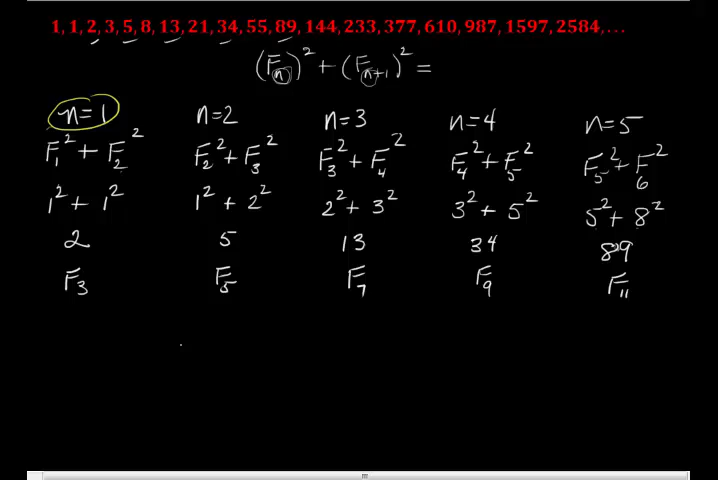 1, 1, 2, 3, 5, 8, 13, 21, 34, 55, 89, 144, 233, 377, 610, 987, 1597, 2584, ...
(Fₙ)² + (Fₙ₊₁)² =
n=1 n=2 n=3 n=4 n=5
F₁² + F₂² F₂² + F₃² F₃² + F₄² F₄² + F₅² F₅² + F₆²
1² + 1² 1² + 2² 2² + 3² 3² + 5² 5² + 8²
2 5 13 34 89
F₃ F₅ F₇ F₉ F₁₁